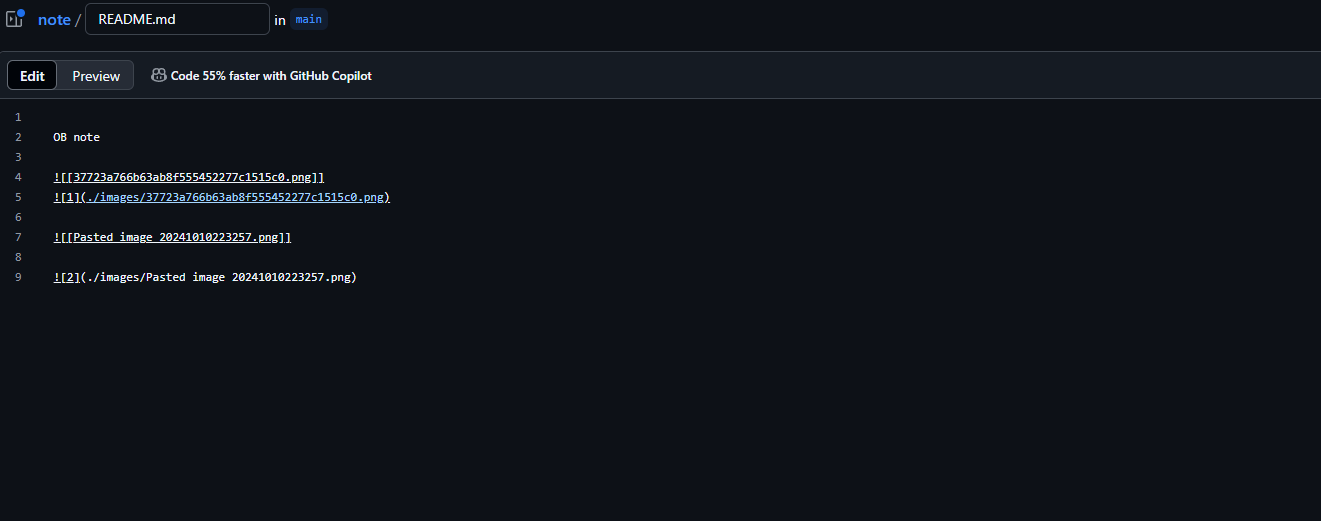 note / README.md in main
Edit Preview Code 55% faster with GitHub Copilot
1
2 OB note
3
4 ![[37723a766b63ab8f555452277c1515c0.png]]
5 ![1](./images/37723a766b63ab8f555452277c1515c0.png)
6
7 ![[Pasted image 20241010223257.png]]
8
9 ![2](./images/Pasted image 20241010223257.png)